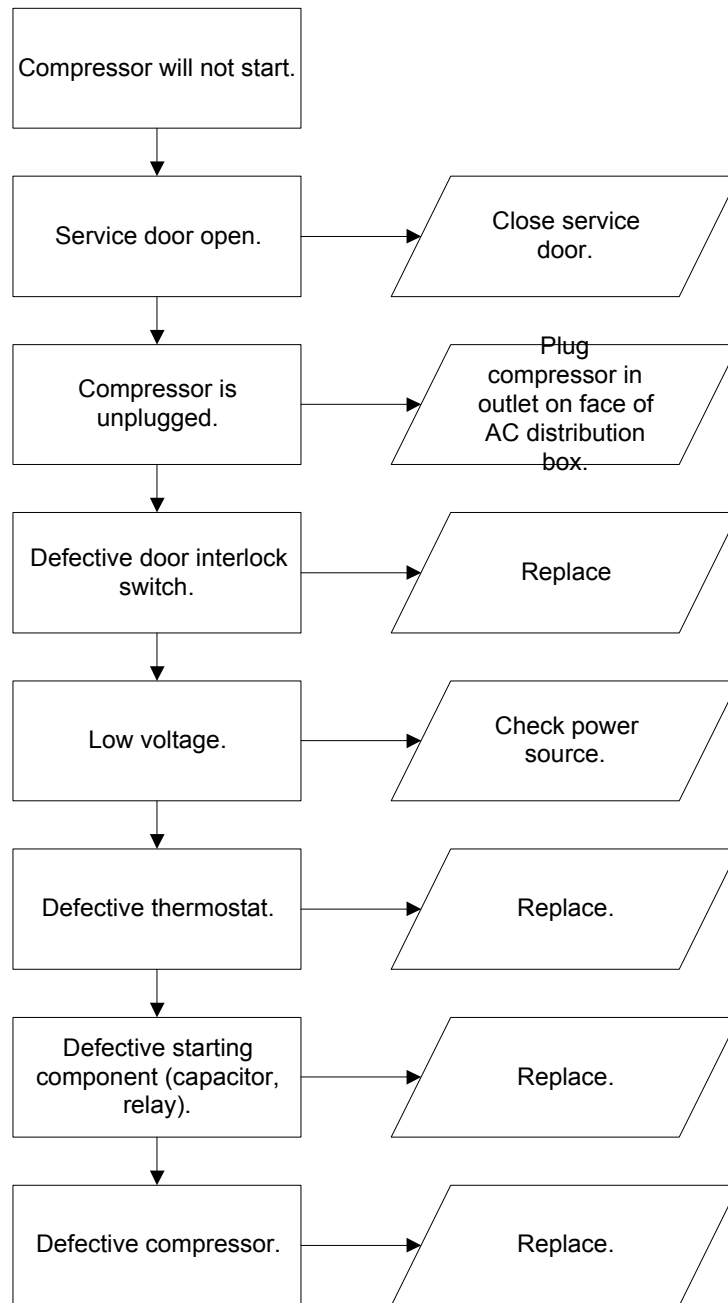 Compressor will not start.
Service door open.
Close service
door.
Compressor is
unplugged.
Plug
compressor in
outlet on face of
AC distribution
box.
Defective door interlock
switch.
Replace
Low voltage.
Check power
source.
Defective thermostat.
Replace.
Defective starting
component (capacitor,
relay).
Replace.
Defective compressor.
Replace.